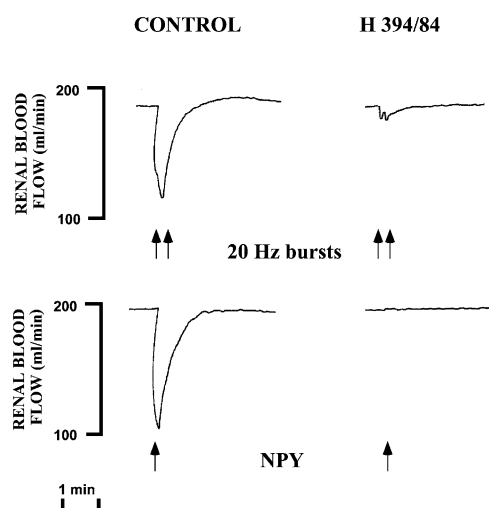 CONTROL
H 394/84
200
RENAL BLOOD
FLOW (ml/min)
100
20 Hz bursts
200
RENAL BLOOD
FLOW (ml/min)
100
NPY
1 min